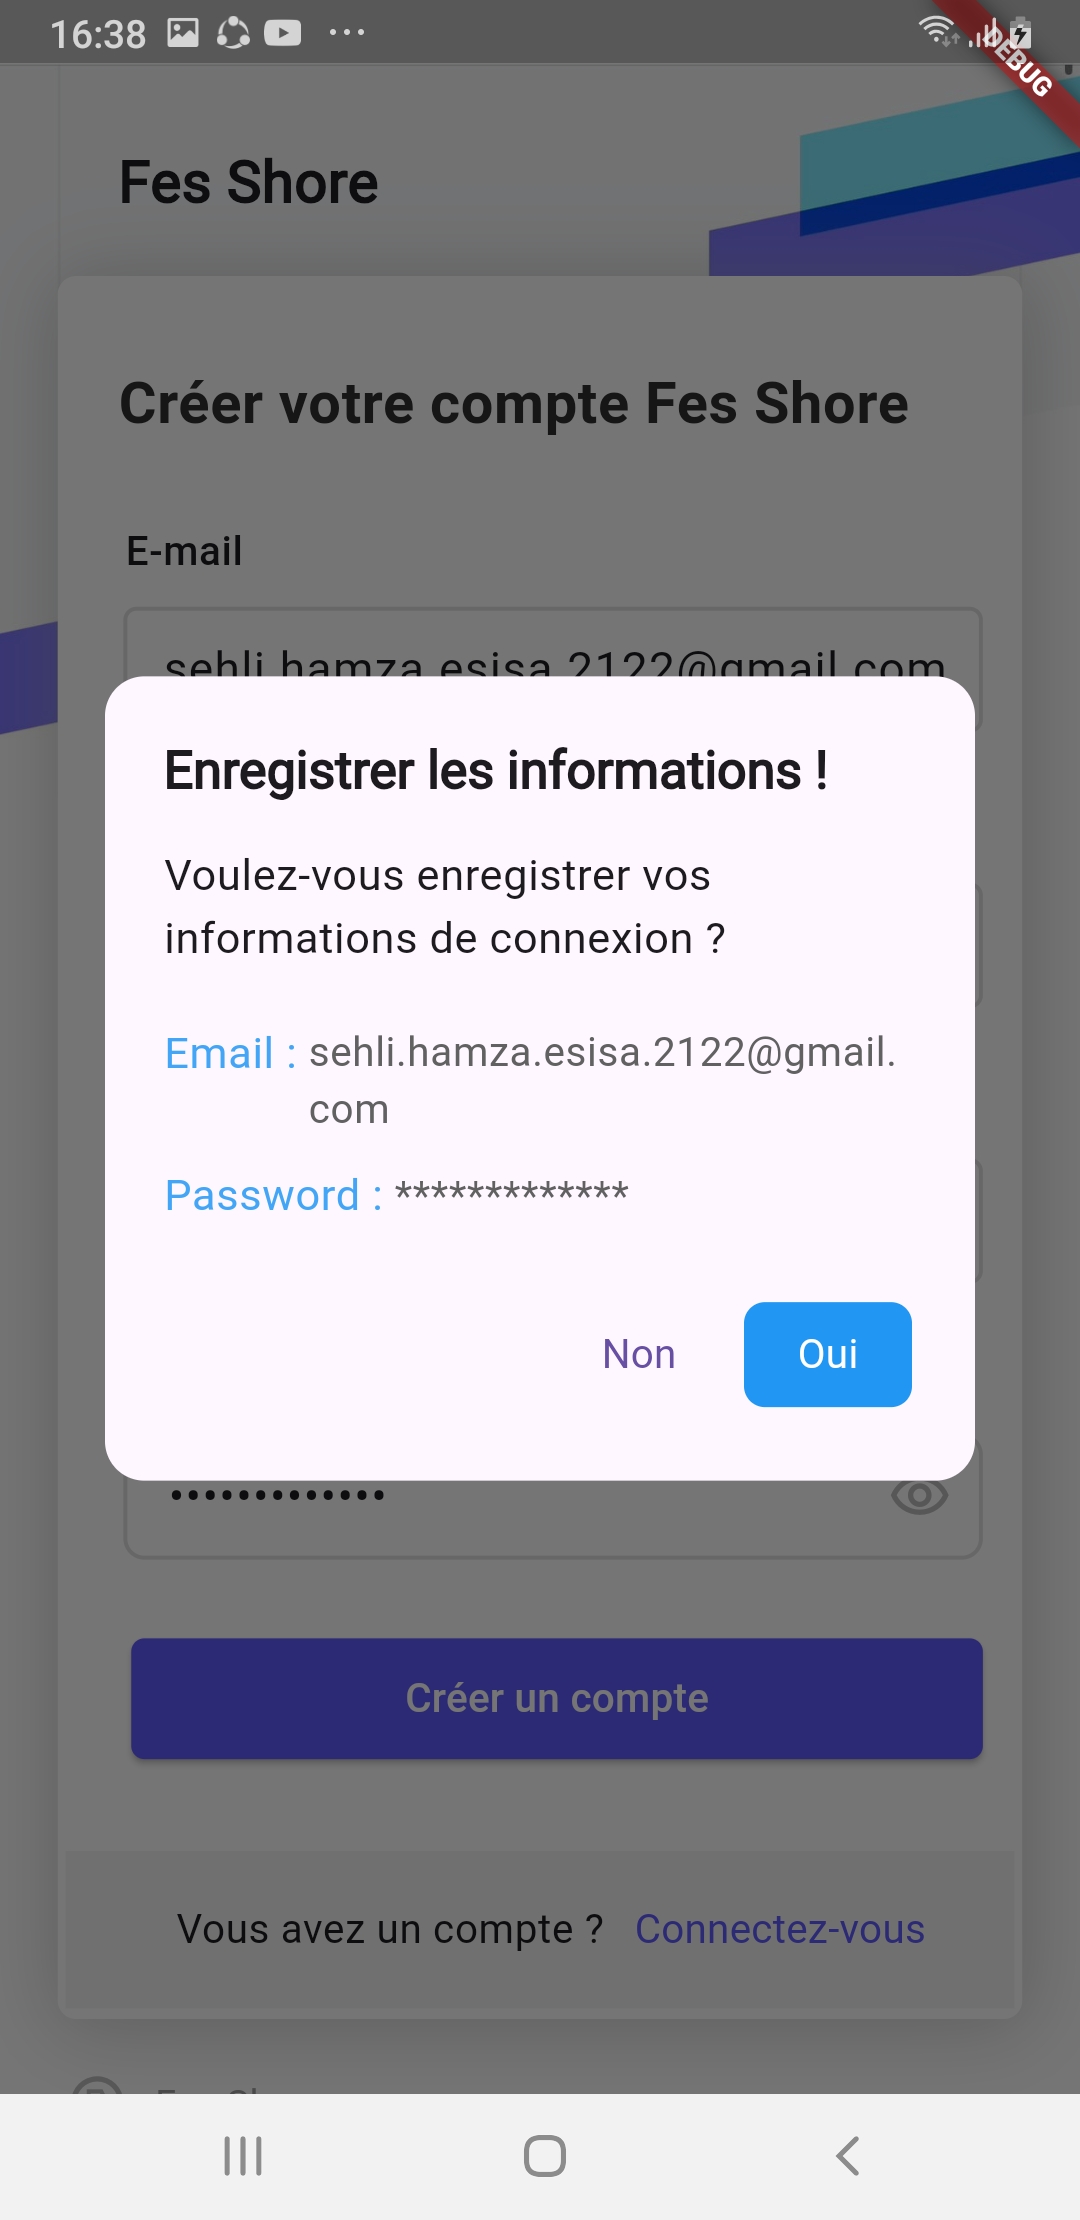 16:38
DEBUG
Fes Shore
Créer votre compte Fes Shore
E-mail
sehli.hamza.esisa.2122@gmail.com
Enregistrer les informations !
Voulez-vous enregistrer vos
informations de connexion ?
Email : sehli.hamza.esisa.2122@gmail.
com
Password : *************
Non Oui
•••••••••••••
Créer un compte
Vous avez un compte ? Connectez-vous